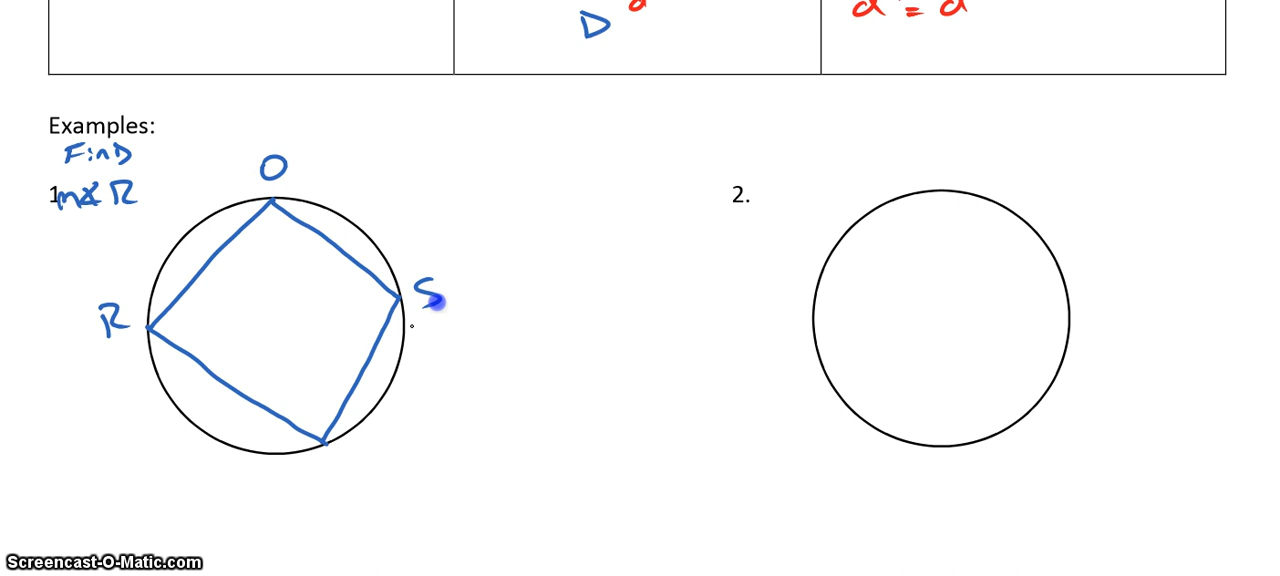 D
d
d = d
Examples:
Find
1
m∡R
O
S
R
2.
Screencast-O-Matic.com